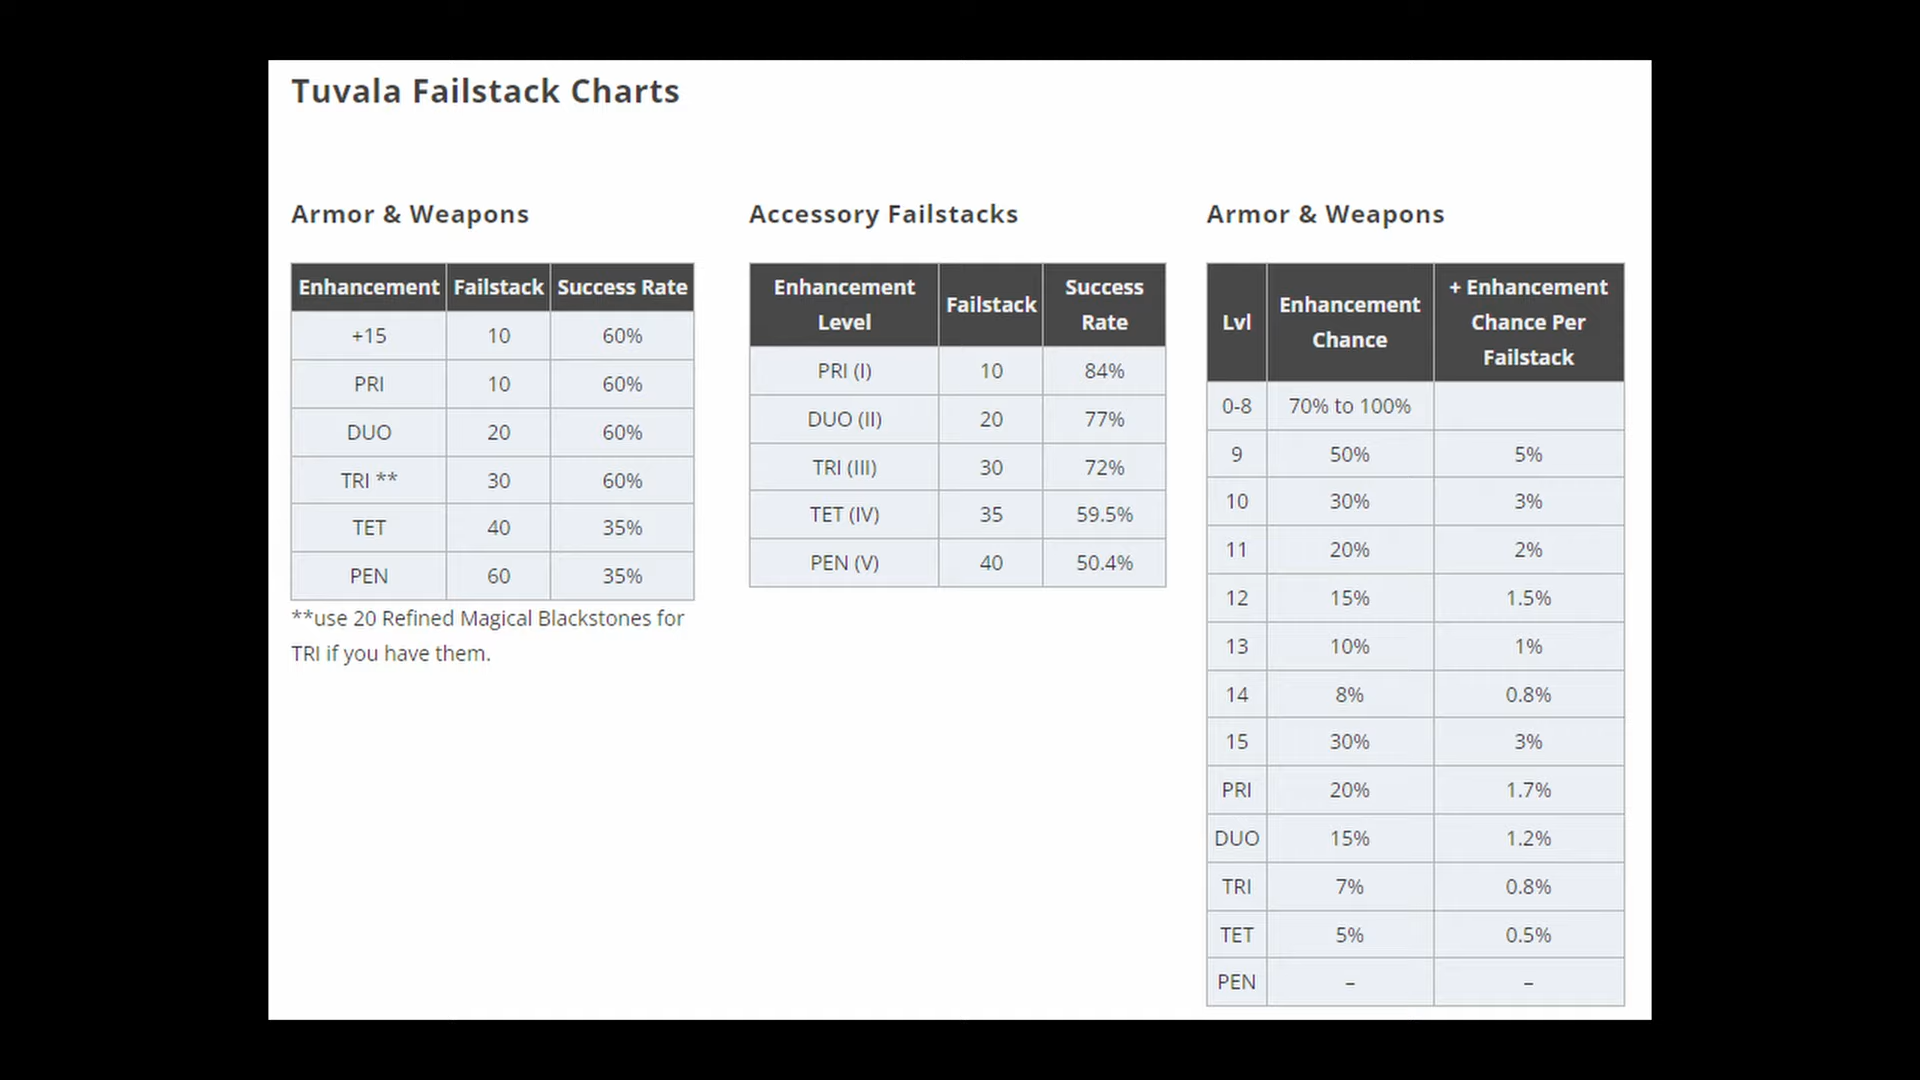 Tuvala Failstack Charts
Armor & Weapons
Enhancement Failstack Success Rate
+15 10 60%
PRI 10 60%
DUO 20 60%
TRI ** 30 60%
TET 40 35%
PEN 60 35%
**use 20 Refined Magical Blackstones for
TRI if you have them.
Accessory Failstacks
Enhancement
Level
Failstack
Success
Rate
PRI (I) 10 84%
DUO (II) 20 77%
TRI (III) 30 72%
TET (IV) 35 59.5%
PEN (V) 40 50.4%
Armor & Weapons
Lvl
Enhancement
Chance
+ Enhancement
Chance Per
Failstack
0-8 70% to 100%
9 50% 5%
10 30% 3%
11 20% 2%
12 15% 1.5%
13 10% 1%
14 8% 0.8%
15 30% 3%
PRI 20% 1.7%
DUO 15% 1.2%
TRI 7% 0.8%
TET 5% 0.5%
PEN – –